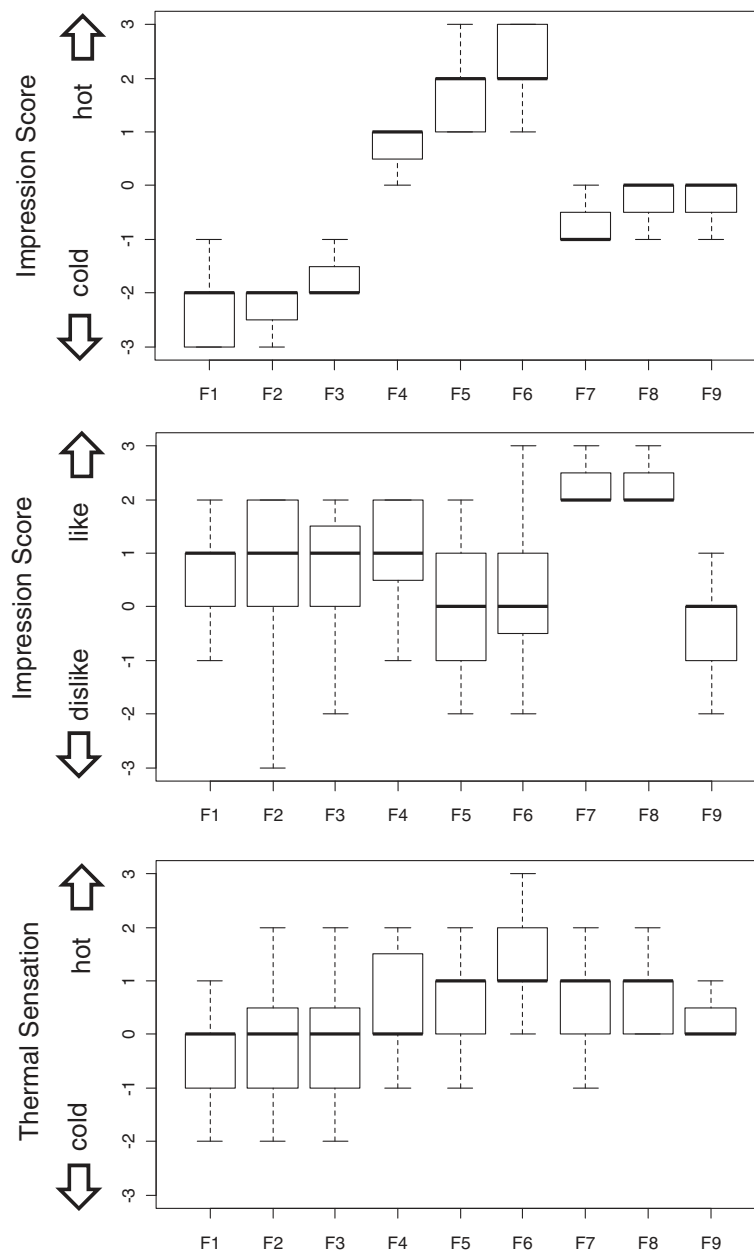 Impression Score
hot
cold
3
2
1
0
-1
-2
-3
F1 F2 F3 F4 F5 F6 F7 F8 F9
Impression Score
like
dislike
3
2
1
0
-1
-2
-3
F1 F2 F3 F4 F5 F6 F7 F8 F9
Thermal Sensation
hot
cold
3
2
1
0
-1
-2
-3
F1 F2 F3 F4 F5 F6 F7 F8 F9